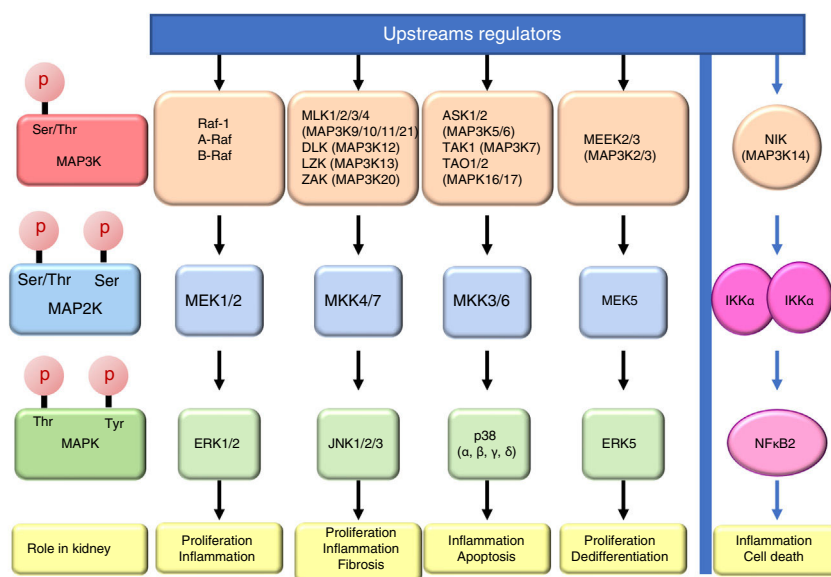 Upstreams regulators
p
Ser/Thr
MAP3K
Raf-1
A-Raf
B-Raf
MLK1/2/3/4
(MAP3K9/10/11/21)
DLK (MAP3K12)
LZK (MAP3K13)
ZAK (MAP3K20)
ASK1/2
(MAP3K5/6)
TAK1 (MAP3K7)
TAO1/2
(MAPK16/17)
MEEK2/3
(MAP3K2/3)
NIK
(MAP3K14)
p
p
Ser/Thr
Ser
MAP2K
MEK1/2
MKK4/7
MKK3/6
MEK5
IKKα
IKKα
p
p
Thr
Tyr
MAPK
ERK1/2
JNK1/2/3
p38
(α, β, γ, δ)
ERK5
NFκB2
Role in kidney
Proliferation
Inflammation
Proliferation
Inflammation
Fibrosis
Inflammation
Apoptosis
Proliferation
Dedifferentiation
Inflammation
Cell death